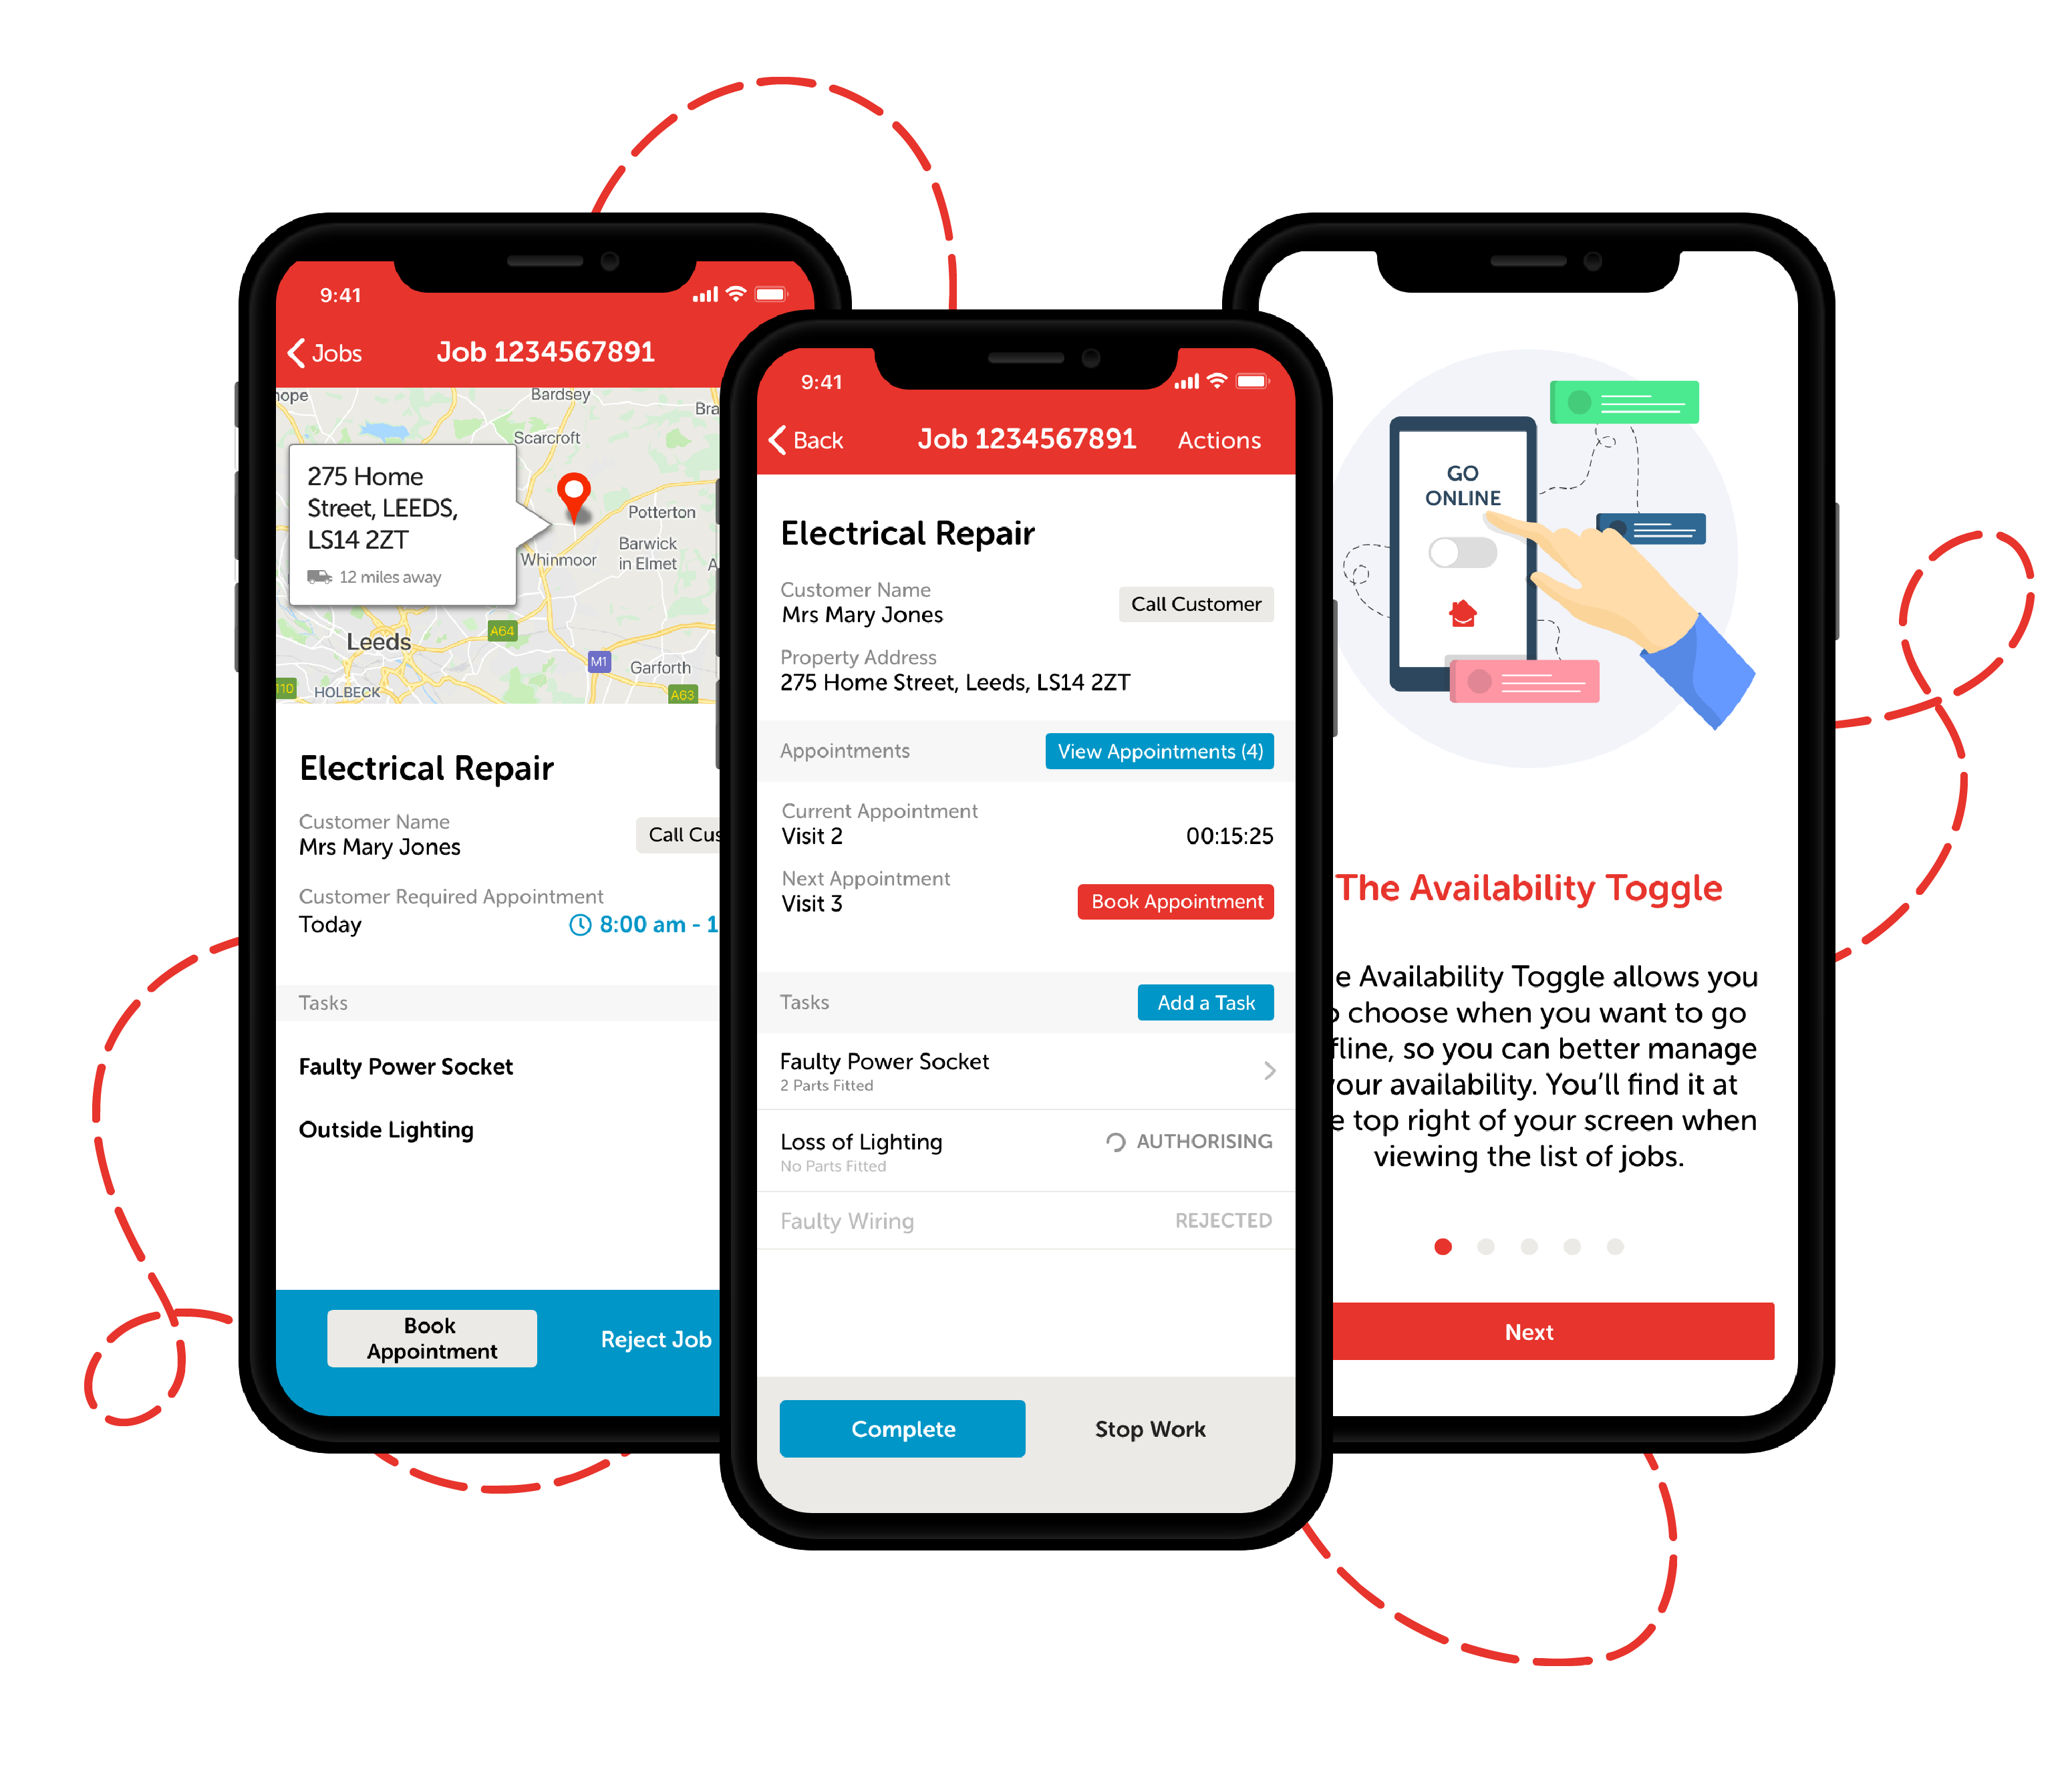 9:41
Jobs
Job 1234567891
Bardsey
Scarcroft
275 Home
Street, LEEDS,
LS14 2ZT
12 miles away
Potterton
Barwick
in Elmet
Whinmoor
Leeds
A64
M1
Garforth
HOLBECK
A63
Electrical Repair
Customer Name
Mrs Mary Jones
Call
Customer Required Appointment
Today
8:00 am -
Tasks
Faulty Power Socket
Outside Lighting
Book
Appointment
Reject Job
9:41
Back
Job 1234567891
Actions
Electrical Repair
Customer Name
Mrs Mary Jones
Call Customer
Property Address
275 Home Street, Leeds, LS14 2ZT
Appointments
View Appointments (4)
Current Appointment
Visit 2
00:15:25
Next Appointment
Visit 3
Book Appointment
Tasks
Add a Task
Faulty Power Socket
2 Parts Fitted
Loss of Lighting
No Parts Fitted
AUTHORISING
Faulty Wiring
REJECTED
Complete
Stop Work
GO
ONLINE
The Availability Toggle
Availability Toggle allows you
choose when you want to go
so you can better manage
availability. You'll find it at
top right of your screen when
viewing the list of jobs.
Next